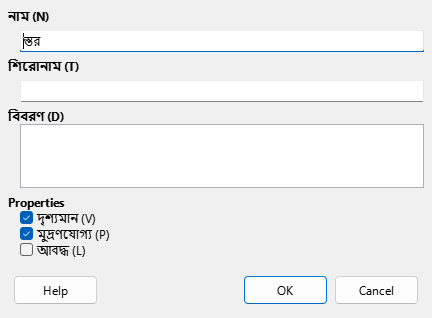 নাম (N)
স্তর
শিরোনাম (T)
বিবরণ (D)
Properties
দৃশ্যমান (V)
মুদ্রণযোগ্য (P)
আবদ্ধ (L)
Help OK Cancel